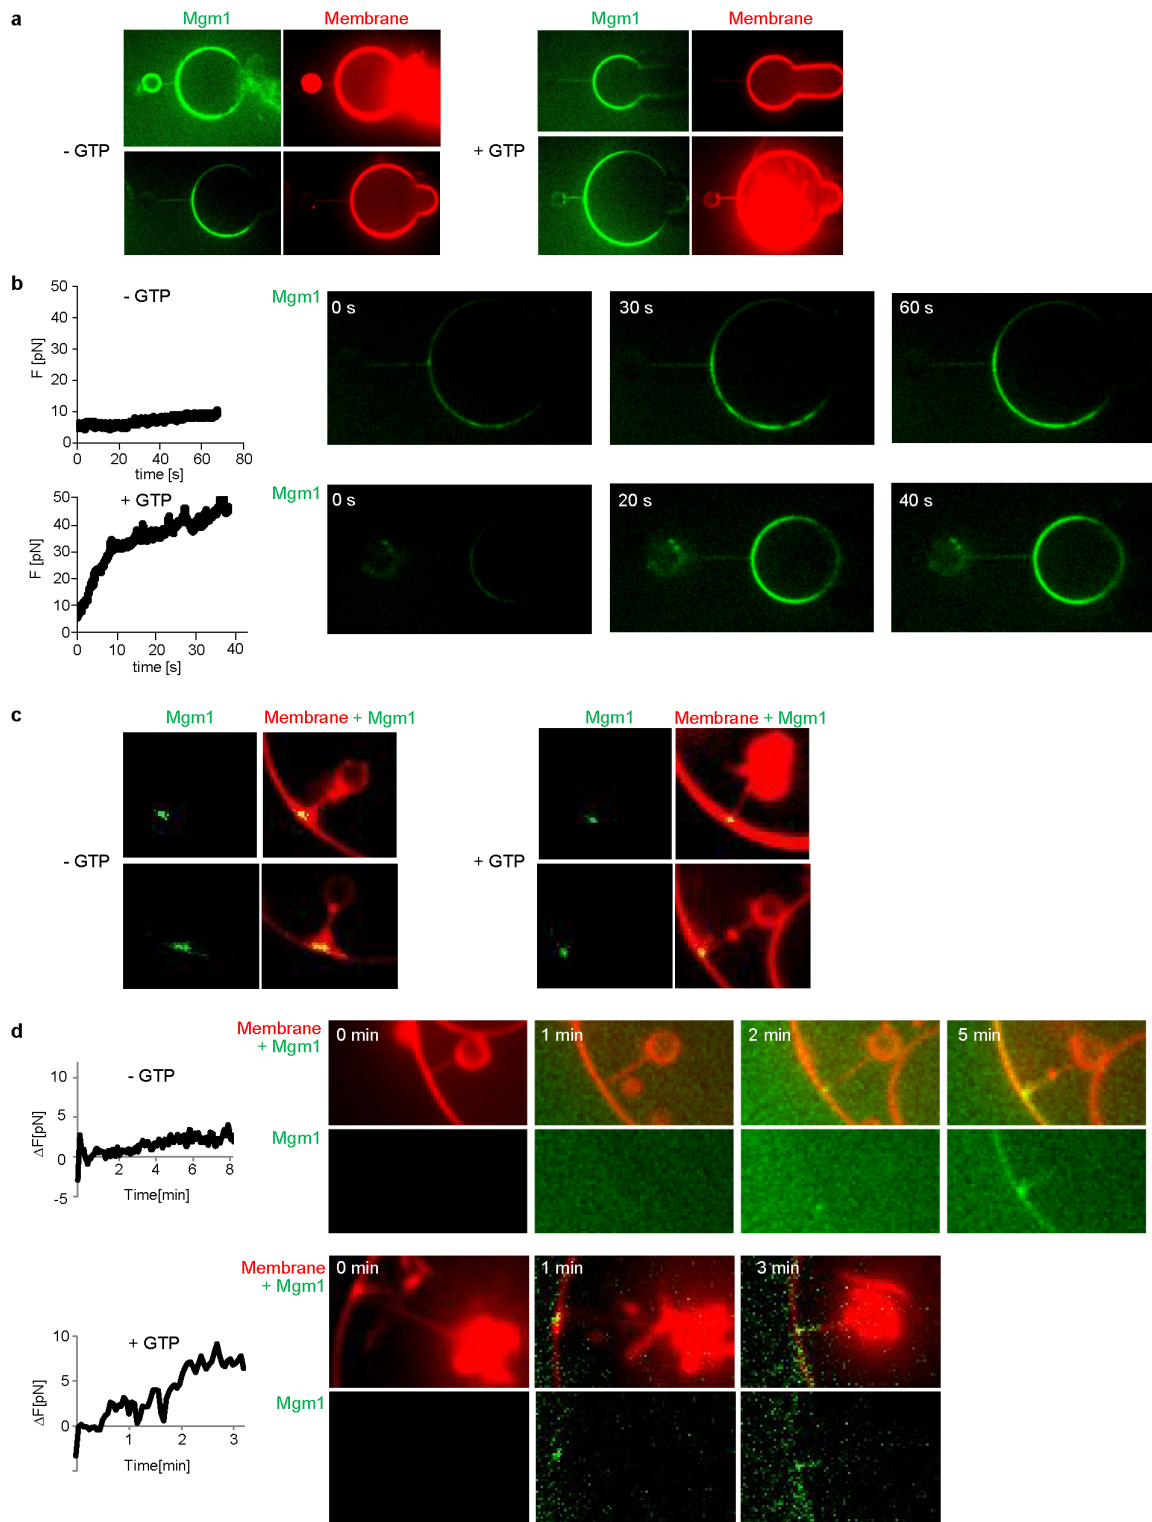 a
Mgm1 Membrane
Mgm1 Membrane
- GTP
+ GTP
b
- GTP
50
40
30
20
10
0
F [pN]
0 20 40 60 80
time [s]
Mgm1
0 s
30 s
60 s
+ GTP
50
40
30
20
10
0
F [pN]
0 10 20 30 40
time [s]
Mgm1
0 s
20 s
40 s
c
Mgm1 Membrane + Mgm1
Mgm1 Membrane + Mgm1
- GTP
+ GTP
d
- GTP
10
5
0
-5
ΔF[pN]
2 4 6 8
Time[min]
Membrane
+ Mgm1
0 min
1 min
2 min
5 min
Mgm1
+ GTP
10
5
0
ΔF[pN]
1 2 3
Time[min]
Membrane
+ Mgm1
0 min
1 min
3 min
Mgm1